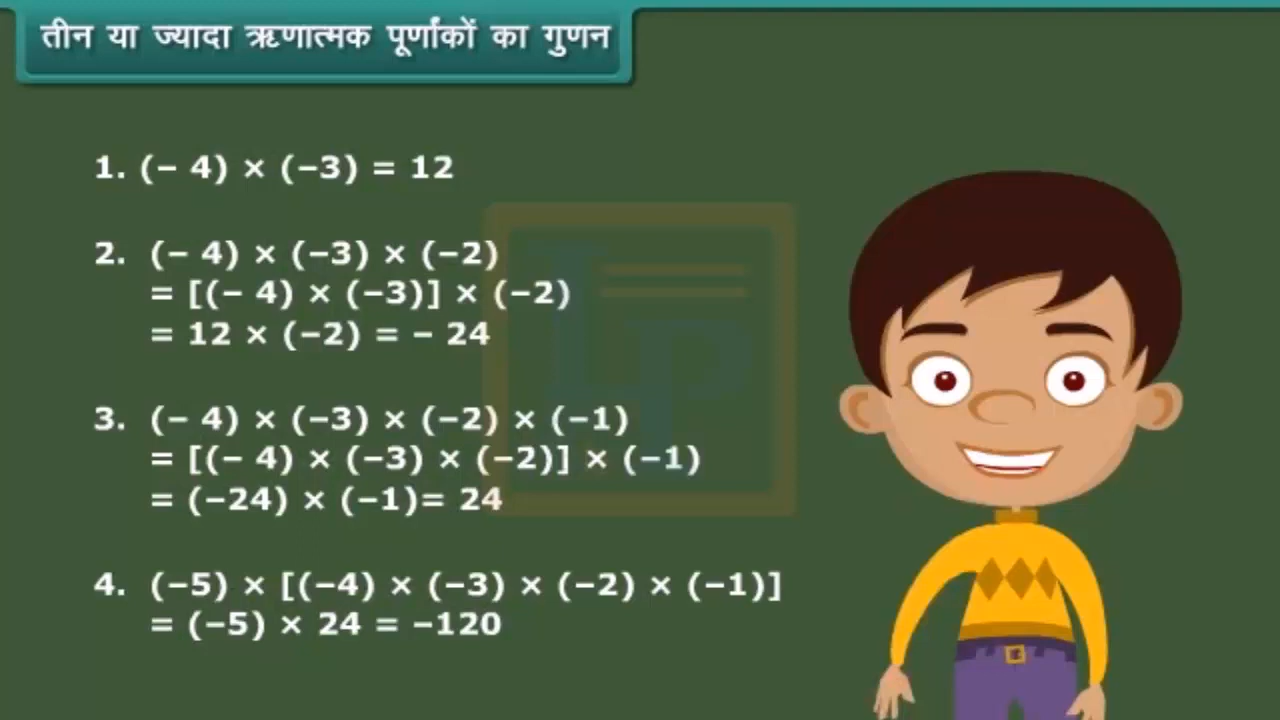 तीन या ज्यादा ऋणात्मक पूर्णांकों का गुणन
1. (– 4) × (–3) = 12
2. (– 4) × (–3) × (–2)
= [(– 4) × (–3)] × (–2)
= 12 × (–2) = – 24
3. (– 4) × (–3) × (–2) × (–1)
= [(– 4) × (–3) × (–2)] × (–1)
= (–24) × (–1)= 24
4. (–5) × [(–4) × (–3) × (–2) × (–1)]
= (–5) × 24 = –120